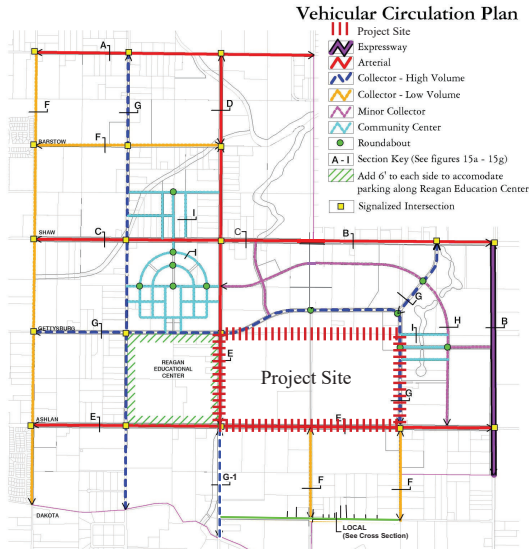 Vehicular Circulation Plan
Project Site
Expressway
Arterial
Collector - High Volume
Collector - Low Volume
Minor Collector
Community Center
Roundabout
A - I Section Key (See figures 15a - 15g)
Add 6' to each side to accomodate
parking along Reagan Education Center
Signalized Intersection
A
F
G
D
BARSTOW
F
I
SHAW
C
C
B
I
G
GETTYSBURG
G
H
B
I
E
REAGAN
EDUCATIONAL
CENTER
Project Site
G
ASHLAN
E
E
G-1
F
F
DAKOTA
LOCAL
(See Cross Section)